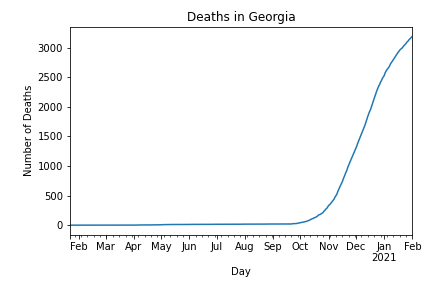 Deaths in Georgia
Number of Deaths
3000
2500
2000
1500
1000
500
0
Feb Mar Apr May Jun Jul Aug Sep Oct Nov Dec Jan Feb
2021
Day